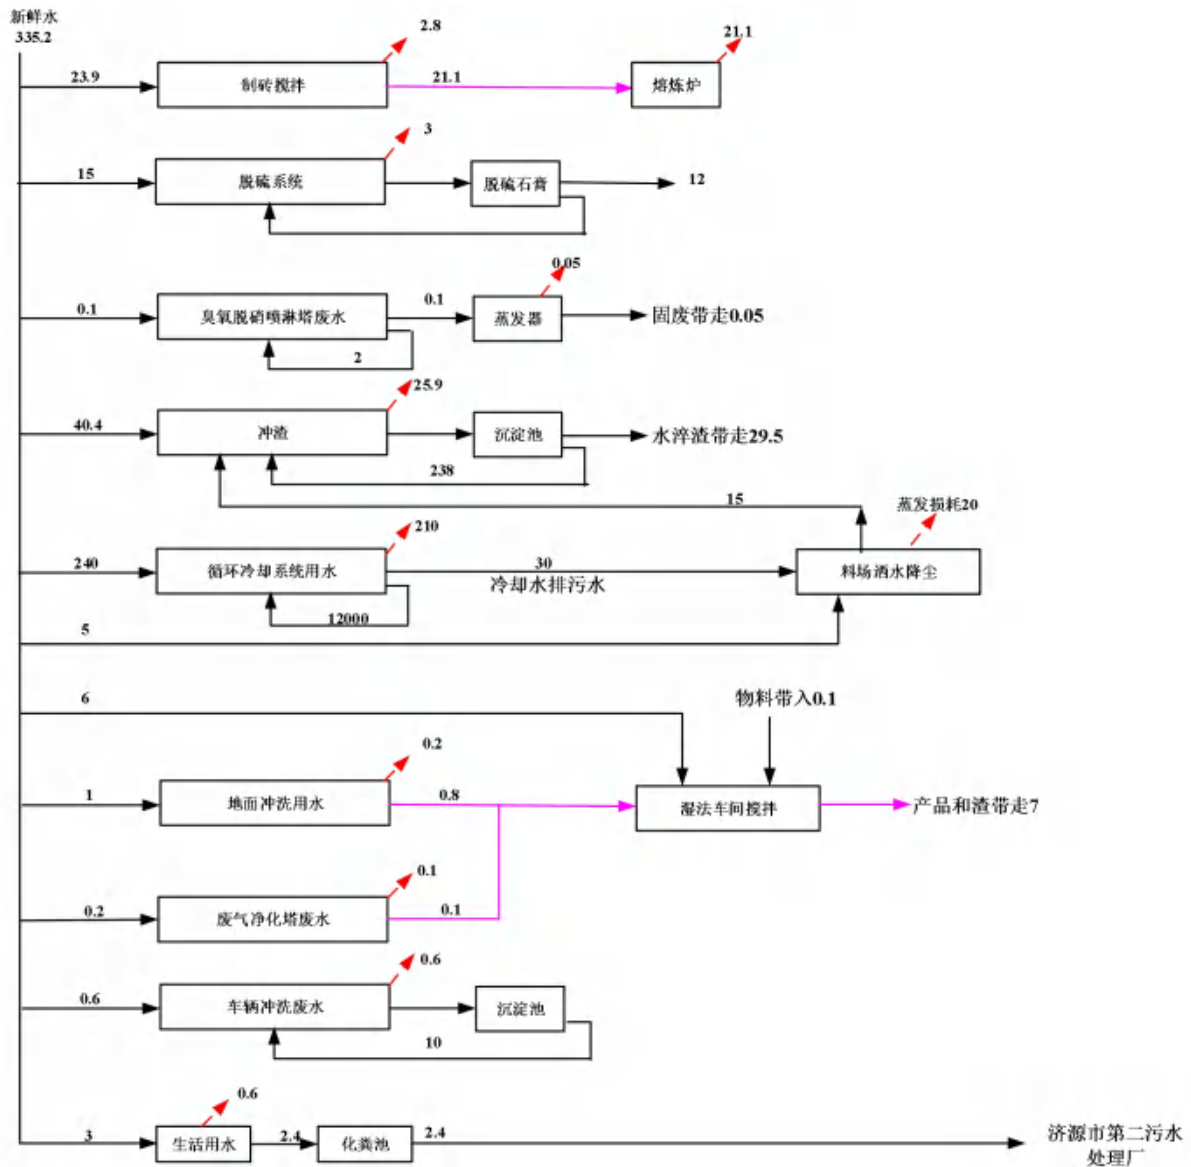 新鲜水
335.2
2.8
21.1
23.9
制砖搅拌
21.1
熔炼炉
3
15
脱硫系统
脱硫石膏
12
0.05
0.1
臭氧脱硝喷淋塔废水
0.1
蒸发器
固废带走0.05
2
25.9
40.4
冲渣
沉淀池
水淬渣带走29.5
238
15
蒸发损耗20
210
240
循环冷却系统用水
30
冷却水排污水
料场洒水降尘
12000
5
6
物料带入0.1
0.2
1
地面冲洗用水
0.8
湿法车间搅拌
产品和渣带走7
0.1
0.2
废气净化塔废水
0.1
0.6
0.6
车辆冲洗废水
沉淀池
10
0.6
3
生活用水
2.4
化粪池
2.4
济源市第二污水
处理厂